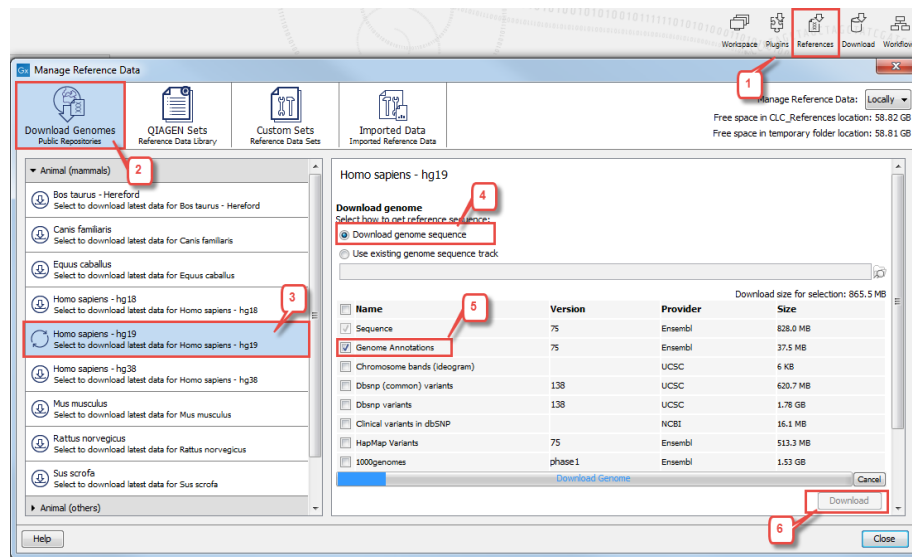 Workspace Plugins References Download Workflow
1
Gx Manage Reference Data
Download Genomes
Public Repositories
QIAGEN Sets
Reference Data Library
Custom Sets
Reference Data Sets
Imported Data
Imported Reference Data
Manage Reference Data: Locally
Free space in CLC_References location: 58.82 GB
Free space in temporary folder location: 58.81 GB
2
Animal (mammals)
Bos taurus - Hereford
Select to download latest data for Bos taurus - Hereford
Canis familiaris
Select to download latest data for Canis familiaris
Equus caballus
Select to download latest data for Equus caballus
Homo sapiens - hg18
Select to download latest data for Homo sapiens - hg18
3
Homo sapiens - hg19
Select to download latest data for Homo sapiens - hg19
Homo sapiens - hg38
Select to download latest data for Homo sapiens - hg38
Mus musculus
Select to download latest data for Mus musculus
Rattus norvegicus
Select to download latest data for Rattus norvegicus
Sus scrofa
Select to download latest data for Sus scrofa
Animal (others)
Homo sapiens - hg19
4
Download genome
Select how to get reference sequence:
Download genome sequence
Use existing genome sequence track
Download size for selection: 865.5 MB
5
Name Version Provider Size
Sequence 75 Ensembl 828.0 MB
Genome Annotations 75 Ensembl 37.5 MB
Chromosome bands (ideogram) UCSC 6 KB
Dbsnp (common) variants 138 UCSC 620.7 MB
Dbsnp variants 138 UCSC 1.78 GB
Clinical variants in dbSNP NCBI 16.1 MB
HapMap Variants 75 Ensembl 513.3 MB
1000genomes phase1 Ensembl 1.53 GB
Download Genome Cancel
Download
6
Help Close